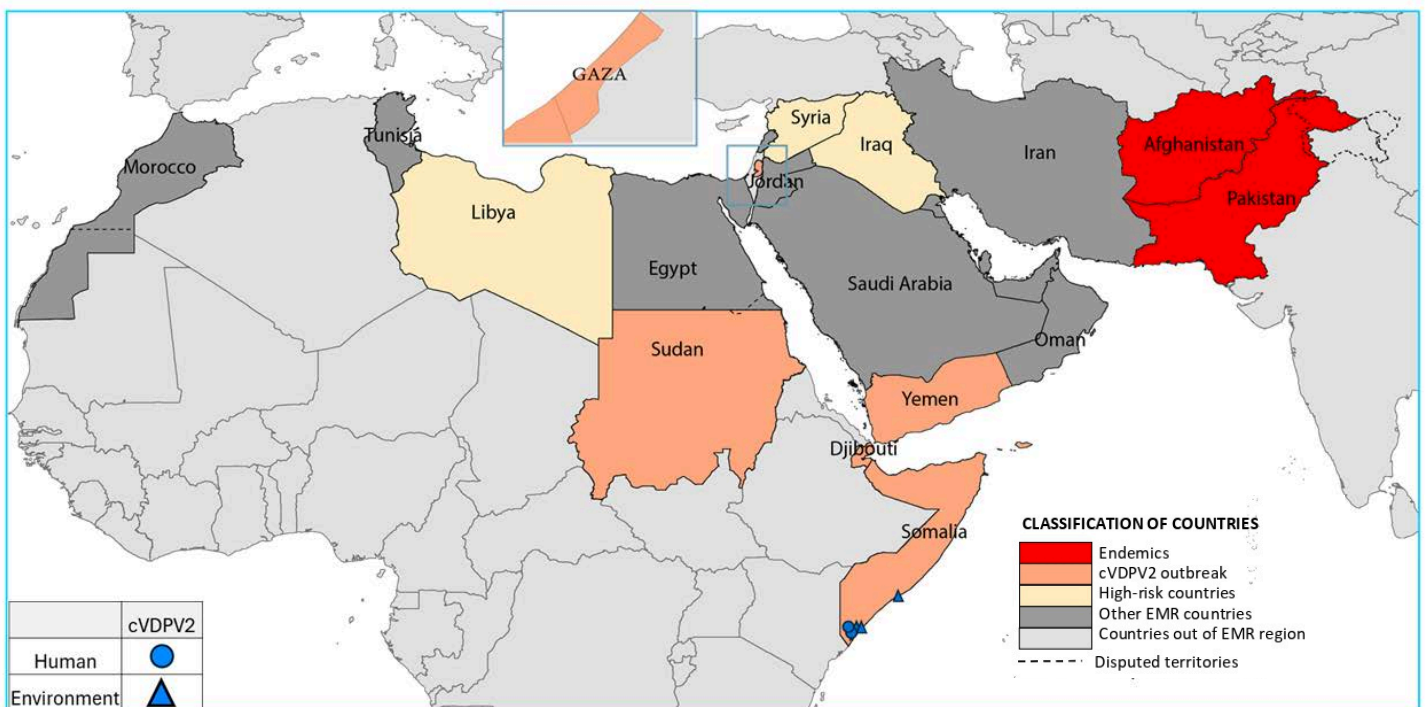 GAZA
Syria
Tunisia
Iraq
Afghanistan
Iran
Morocco
Jordan
Pakistan
Libya
Egypt
Saudi Arabia
Oman
Sudan
Yemen
Djibouti
Somalia
CLASSIFICATION OF COUNTRIES
Endemics
cVDPV2 outbreak
High-risk countries
Other EMR countries
Countries out of EMR region
Disputed territories
cVDPV2
Human
Environment